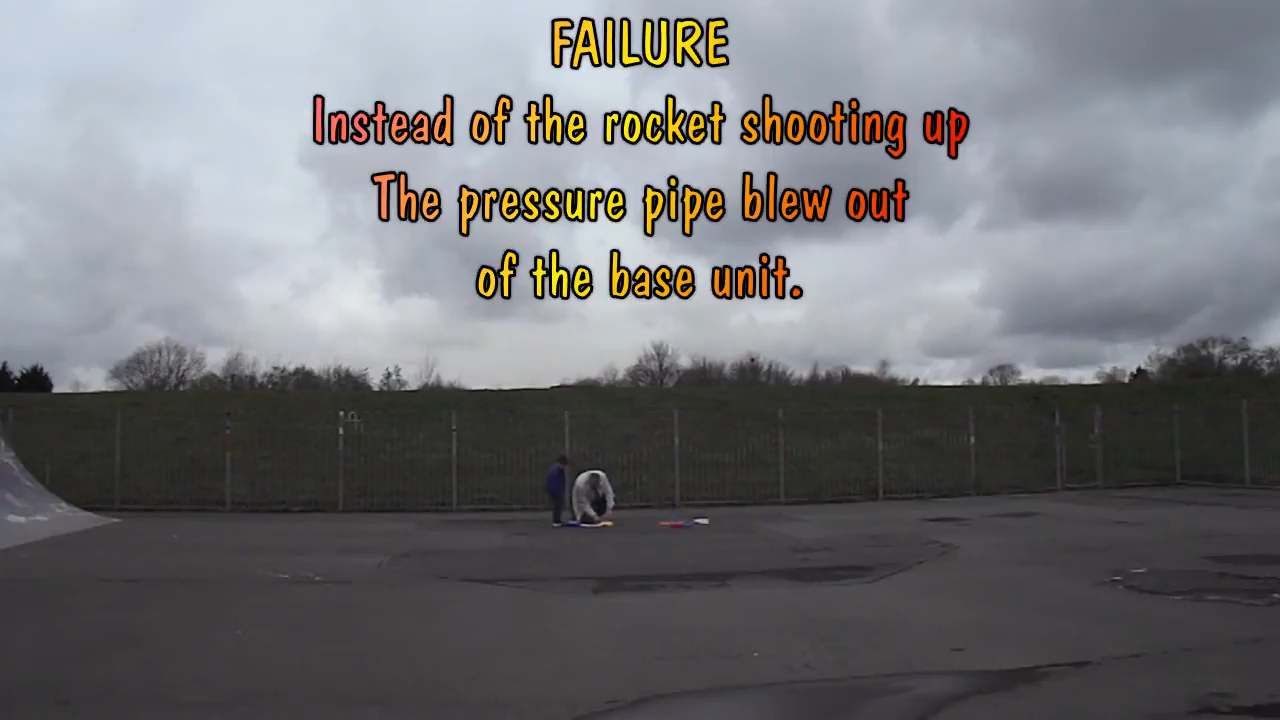 FAILURE
Instead of the rocket shooting up
The pressure pipe blew out
of the base unit.